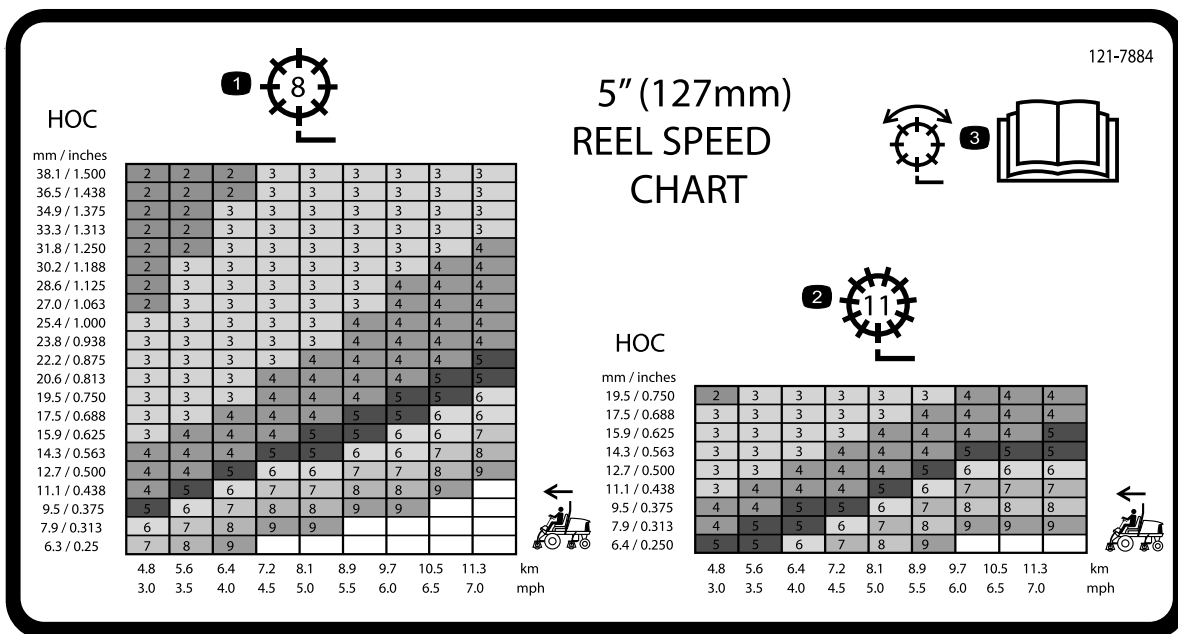 121-7884
5" (127mm)
REEL SPEED
CHART
1
8
3
HOC
mm / inches
38.1 / 1.500 2 2 2 3 3 3 3 3 3
36.5 / 1.438 2 2 2 3 3 3 3 3 3
34.9 / 1.375 2 2 3 3 3 3 3 3 3
33.3 / 1.313 2 2 3 3 3 3 3 3 3
31.8 / 1.250 2 2 3 3 3 3 3 3 4
30.2 / 1.188 2 3 3 3 3 3 3 4 4
28.6 / 1.125 2 3 3 3 3 3 4 4 4
27.0 / 1.063 2 3 3 3 3 3 4 4 4
25.4 / 1.000 3 3 3 3 3 4 4 4 4
23.8 / 0.938 3 3 3 3 3 4 4 4 4
22.2 / 0.875 3 3 3 3 4 4 4 4 5
20.6 / 0.813 3 3 3 4 4 4 4 5 5
19.5 / 0.750 3 3 3 4 4 4 5 5 6
17.5 / 0.688 3 3 4 4 4 5 5 6 6
15.9 / 0.625 3 4 4 4 5 5 6 6 7
14.3 / 0.563 4 4 4 5 5 6 6 7 8
12.7 / 0.500 4 4 5 6 6 7 7 8 9
11.1 / 0.438 4 5 6 7 7 8 8 9
9.5 / 0.375 5 6 7 8 8 9 9
7.9 / 0.313 6 7 8 9 9
6.3 / 0.25 7 8 9
4.8 5.6 6.4 7.2 8.1 8.9 9.7 10.5 11.3 km
3.0 3.5 4.0 4.5 5.0 5.5 6.0 6.5 7.0 mph
2
11
HOC
mm / inches
19.5 / 0.750 2 3 3 3 3 3 4 4 4
17.5 / 0.688 3 3 3 3 3 4 4 4 4
15.9 / 0.625 3 3 3 3 4 4 4 4 5
14.3 / 0.563 3 3 3 4 4 4 5 5 5
12.7 / 0.500 3 3 4 4 4 5 6 6 6
11.1 / 0.438 3 4 4 4 5 6 7 7 7
9.5 / 0.375 4 4 5 5 6 7 8 8 8
7.9 / 0.313 4 5 5 6 7 8 9 9 9
6.4 / 0.250 5 5 6 7 8 9
4.8 5.6 6.4 7.2 8.1 8.9 9.7 10.5 11.3 km
3.0 3.5 4.0 4.5 5.0 5.5 6.0 6.5 7.0 mph